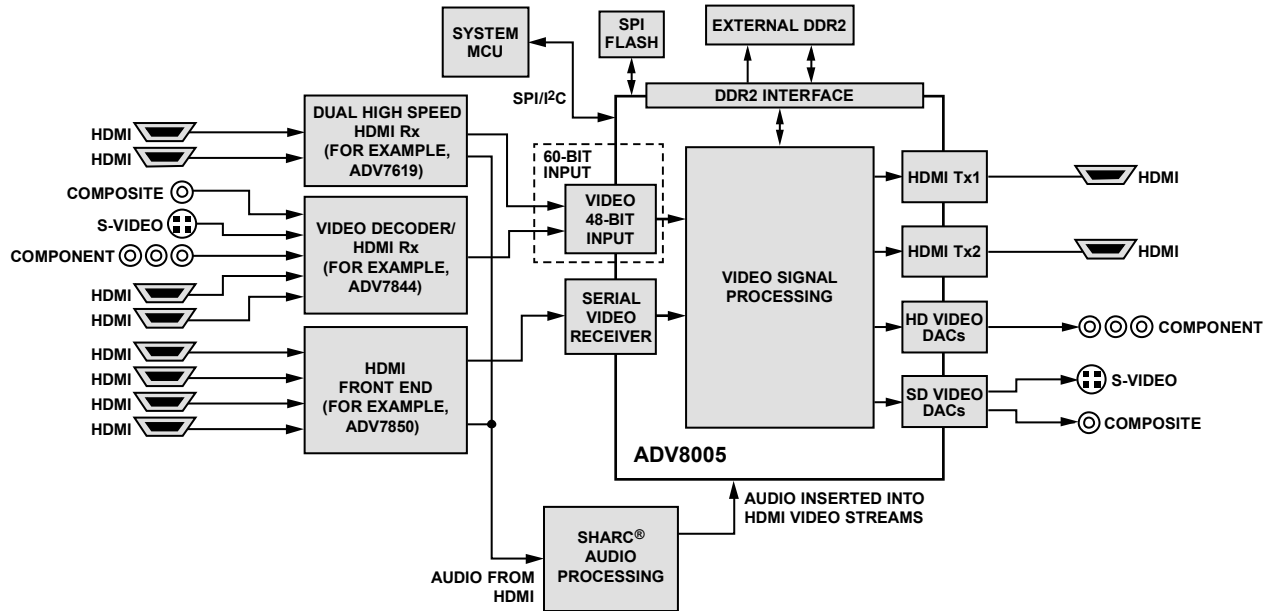 SYSTEM
MCU
SPI
FLASH
EXTERNAL DDR2
SPI/I²C
DDR2 INTERFACE
HDMI
HDMI
DUAL HIGH SPEED
HDMI Rx
(FOR EXAMPLE,
ADV7619)
60-BIT
INPUT
VIDEO
48-BIT
INPUT
COMPOSITE
S-VIDEO
COMPONENT
HDMI
HDMI
VIDEO DECODER/
HDMI Rx
(FOR EXAMPLE,
ADV7844)
SERIAL
VIDEO
RECEIVER
HDMI
HDMI
HDMI
HDMI
HDMI
FRONT END
(FOR EXAMPLE,
ADV7850)
VIDEO SIGNAL
PROCESSING
HDMI Tx1
HDMI
HDMI Tx2
HDMI
HD VIDEO
DACs
COMPONENT
SD VIDEO
DACs
S-VIDEO
COMPOSITE
ADV8005
AUDIO INSERTED INTO
HDMI VIDEO STREAMS
SHARC®
AUDIO
PROCESSING
AUDIO FROM
HDMI